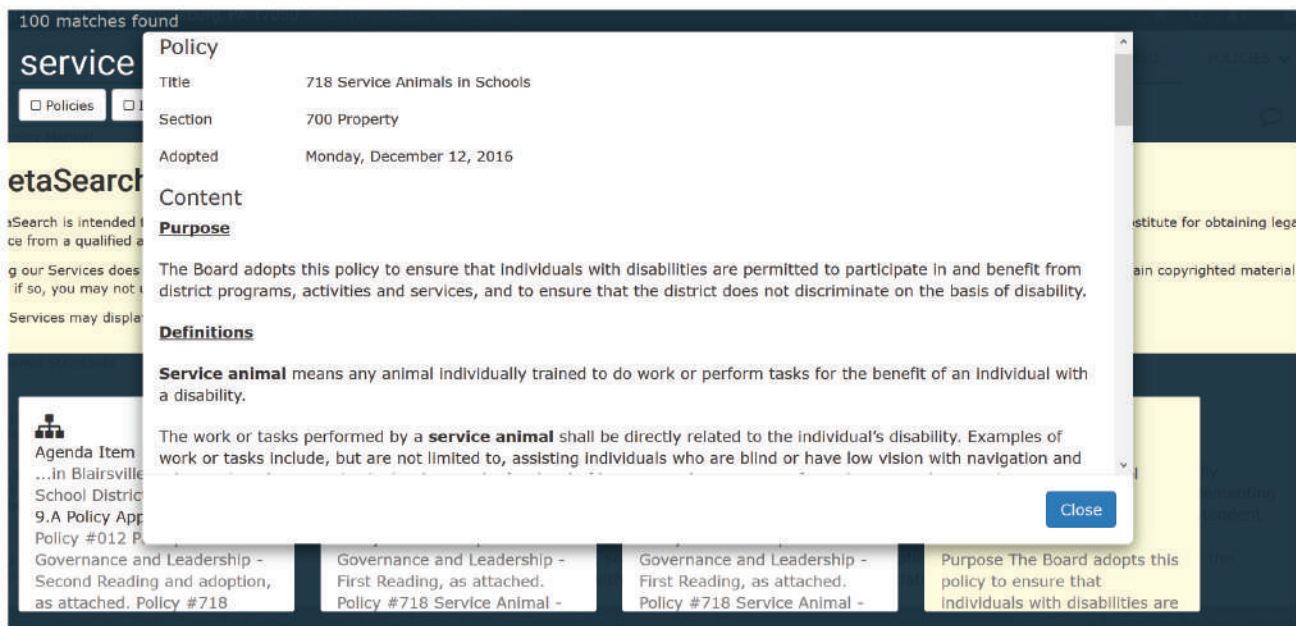 100 matches found
service
Policies
POLICIES
etaSearch
aSearch is intended
ce from a qualified a
g our Services does
if so, you may not
Services may displa
stitute for obtaining lega
ain copyrighted material
Policy
Title 718 Service Animals in Schools
Section 700 Property
Adopted Monday, December 12, 2016
Content
Purpose
The Board adopts this policy to ensure that individuals with disabilities are permitted to participate in and benefit from
district programs, activities and services, and to ensure that the district does not discriminate on the basis of disability.
Definitions
Service animal means any animal individually trained to do work or perform tasks for the benefit of an individual with
a disability.
The work or tasks performed by a service animal shall be directly related to the individual's disability. Examples of
work or tasks include, but are not limited to, assisting individuals who are blind or have low vision with navigation and
Close
Agenda Item
...in Blairsville
School Distric
9.A Policy App
Policy #012 P
Governance and Leadership -
Second Reading and adoption,
as attached. Policy #718
Governance and Leadership -
First Reading, as attached.
Policy #718 Service Animal -
Governance and Leadership -
First Reading, as attached.
Policy #718 Service Animal -
Purpose The Board adopts this
policy to ensure that
individuals with disabilities are